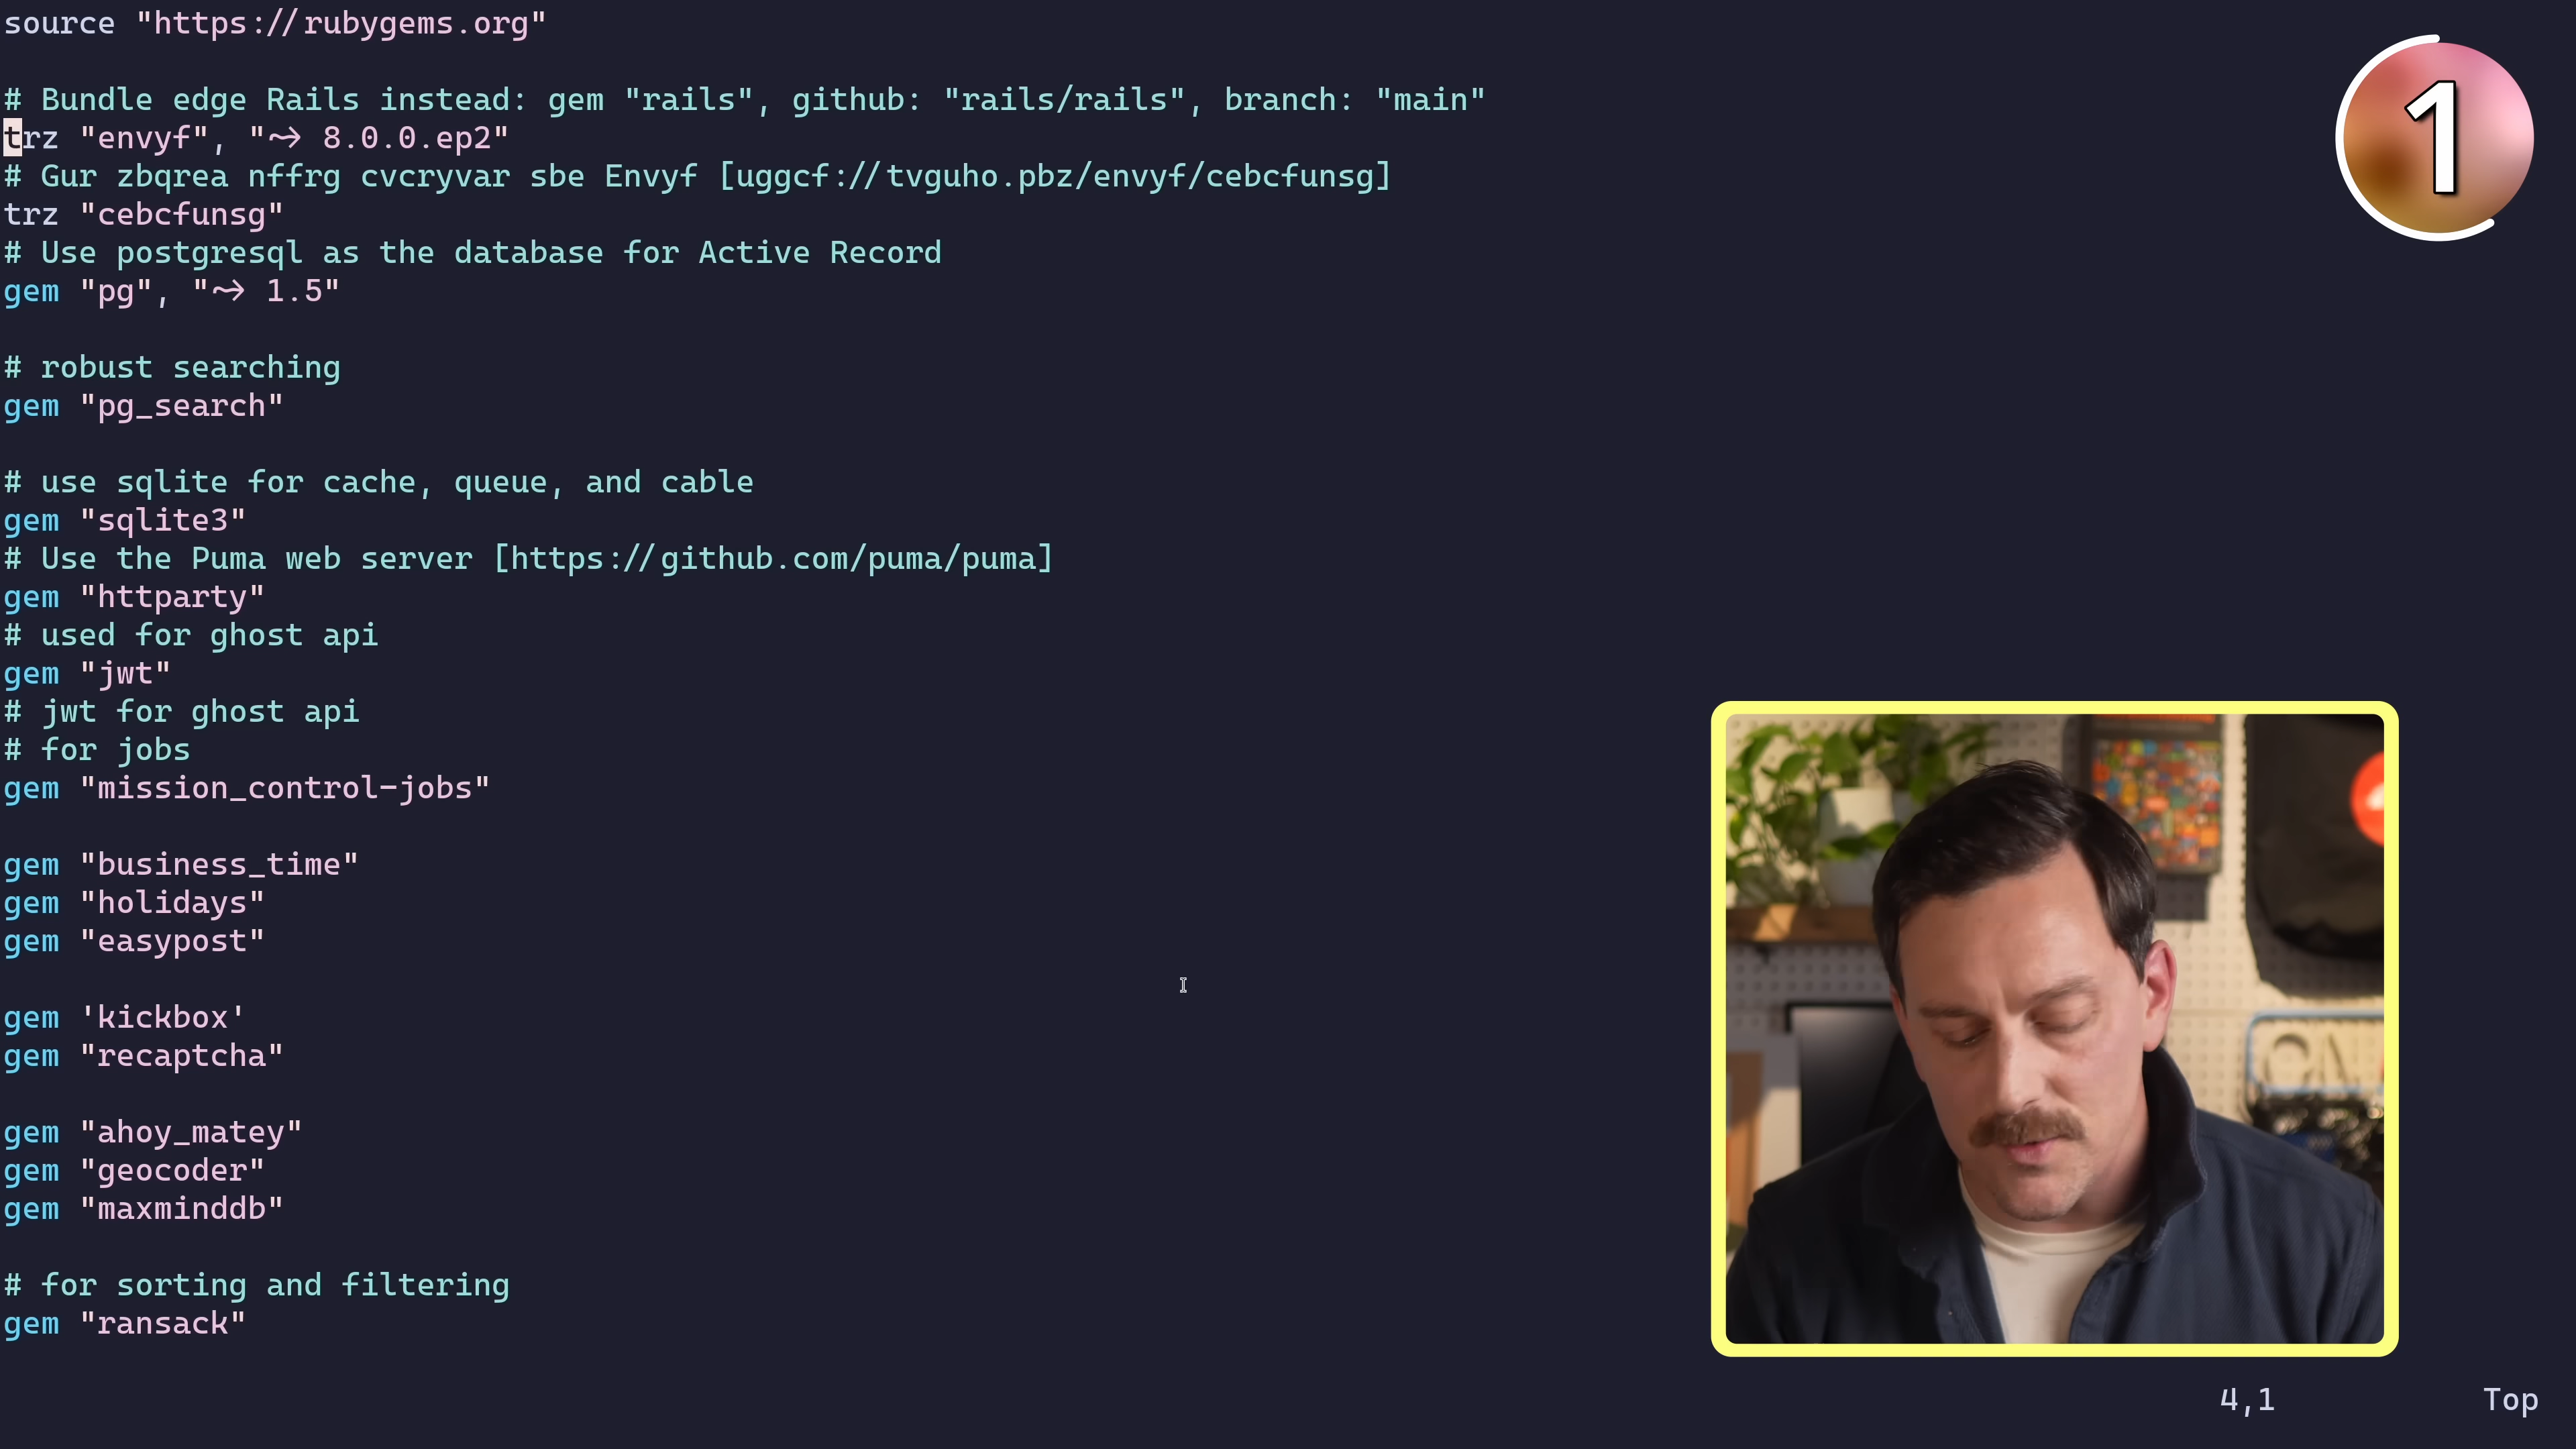 source "https://rubygems.org"
# Bundle edge Rails instead: gem "rails", github: "rails/rails", branch: "main"
trz "envyf", "~> 8.0.0.ep2"
# Gur zbqrea nffrg cvcryvar sbe Envyf [uggcf://tvguho.pbz/envyf/cebcfunsg]
trz "cebcfunsg"
# Use postgresql as the database for Active Record
gem "pg", "~> 1.5"
# robust searching
gem "pg_search"
# use sqlite for cache, queue, and cable
gem "sqlite3"
# Use the Puma web server [https://github.com/puma/puma]
gem "httparty"
# used for ghost api
gem "jwt"
# jwt for ghost api
# for jobs
gem "mission_control-jobs"
gem "business_time"
gem "holidays"
gem "easypost"
gem 'kickbox'
gem "recaptcha"
gem "ahoy_matey"
gem "geocoder"
gem "maxminddb"
# for sorting and filtering
gem "ransack"
4,1 Top
1